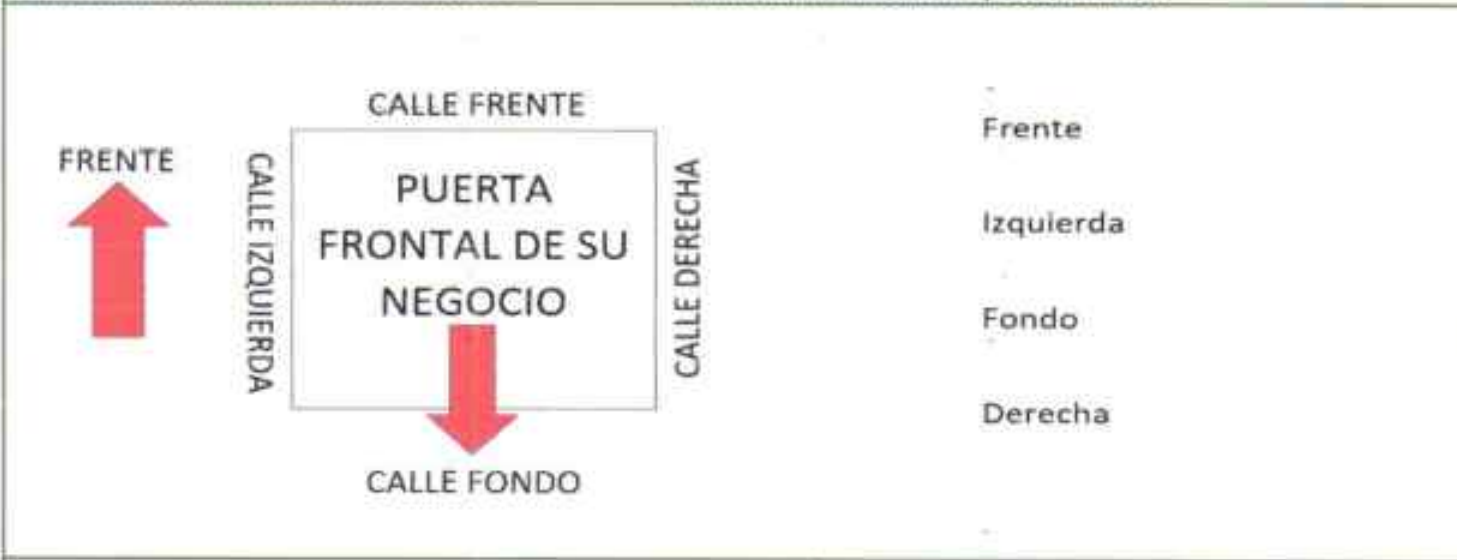 CALLE FRENTE
FRENTE
CALLE IZQUIERDA
PUERTA
FRONTAL DE SU
NEGOCIO
CALLE DERECHA
CALLE FONDO
Frente
Izquierda
Fondo
Derecha